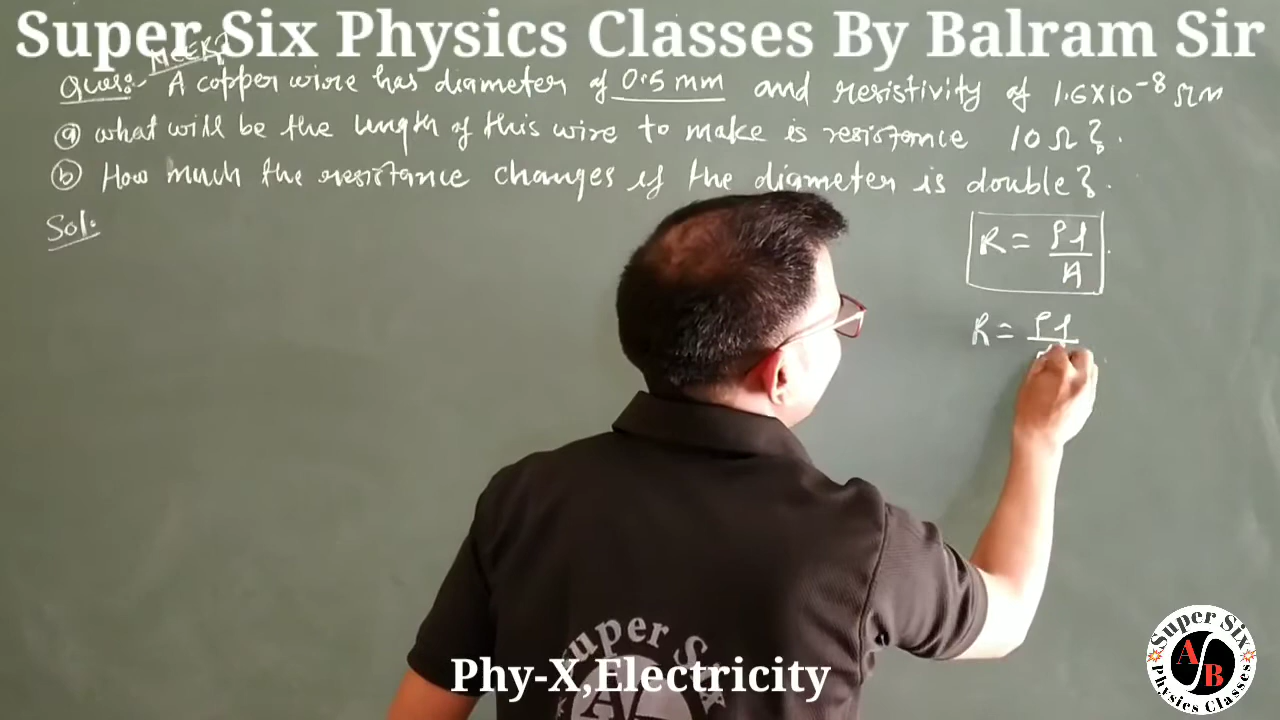 Super Six Physics Classes By Balram Sir
Ques:- A copper wire has diameter of 0.5 mm and resistivity of 1.6×10⁻⁸ Ωm
(a) what will be the length of this wire to make is resistance 10 Ω?.
(b) How much the resistance changes if the diameter is double?.
Sol:
R = ρl/A
R = ρl
Super Six
Phy-X,Electricity
Super Six
A/B
Physics Classes